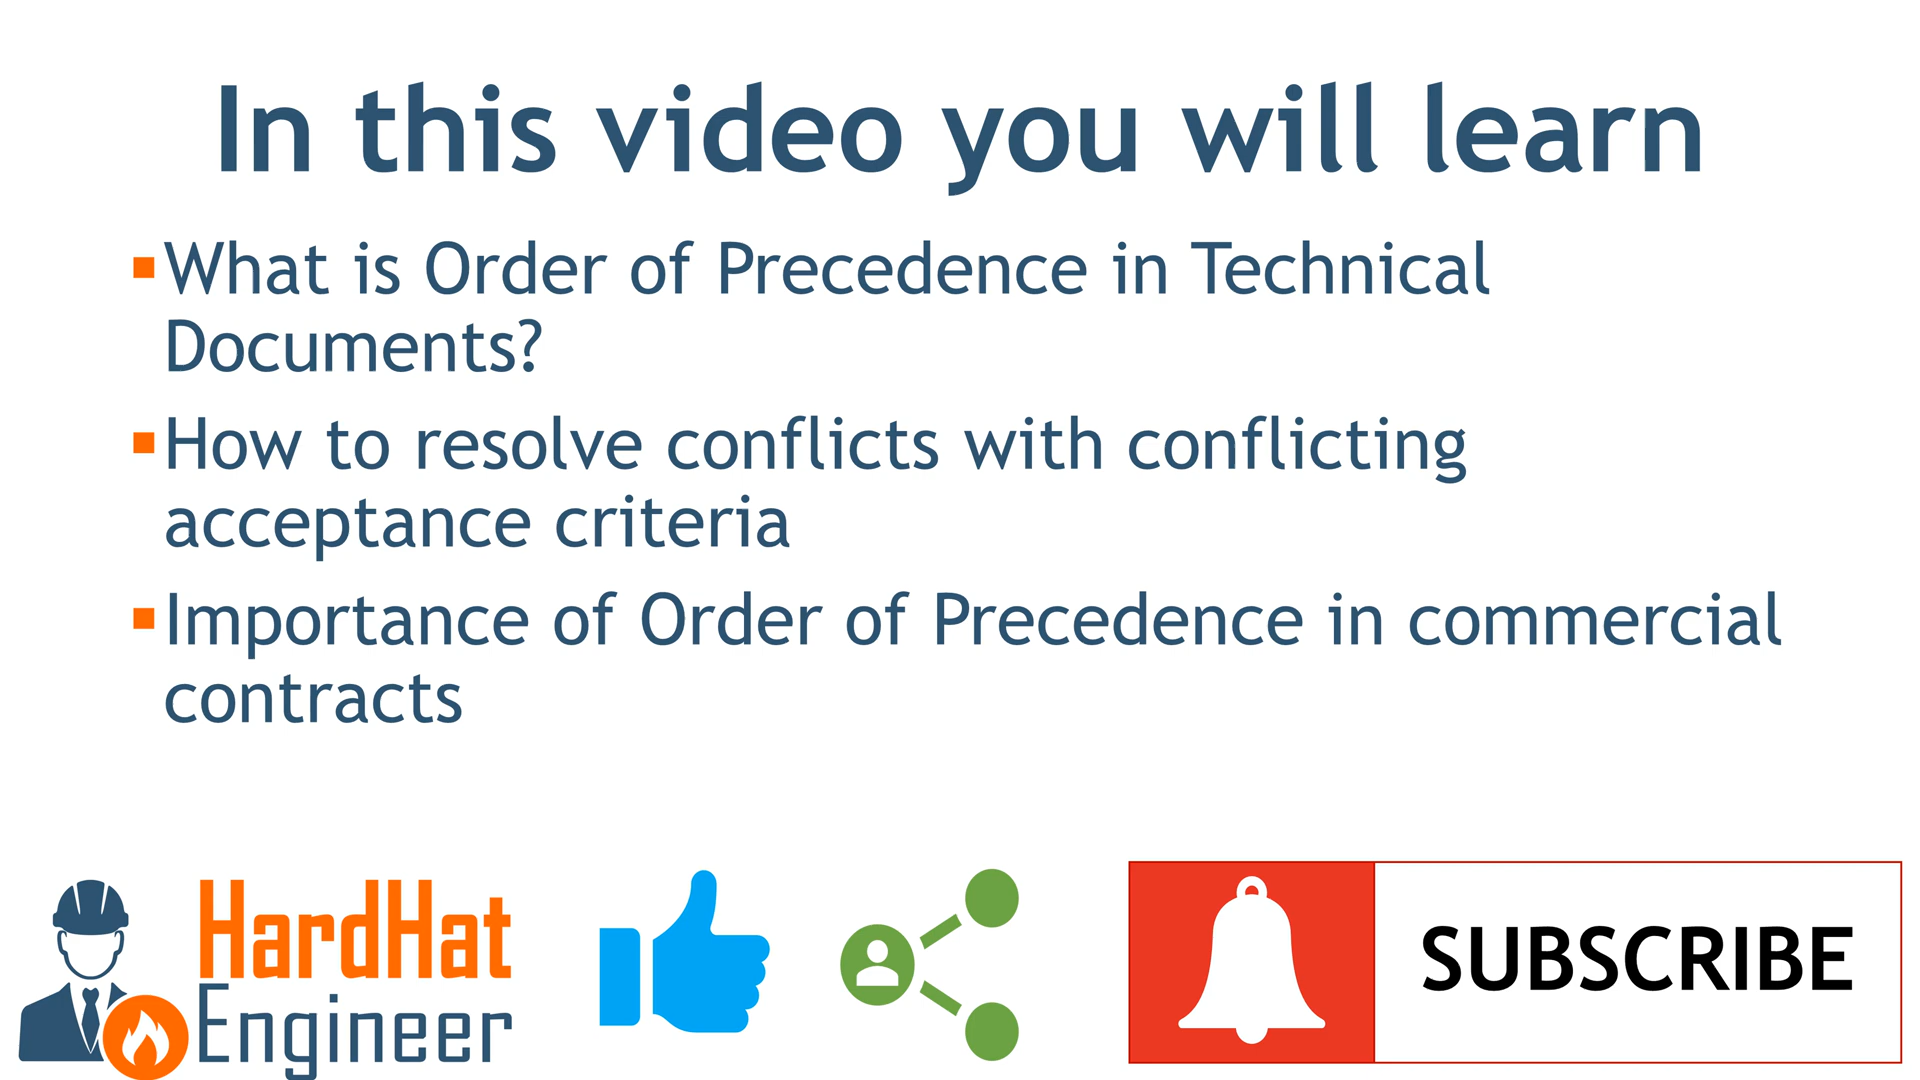 In this video you will learn
▪What is Order of Precedence in Technical
Documents?
▪How to resolve conflicts with conflicting
acceptance criteria
▪Importance of Order of Precedence in commercial
contracts
HardHat
Engineer
SUBSCRIBE